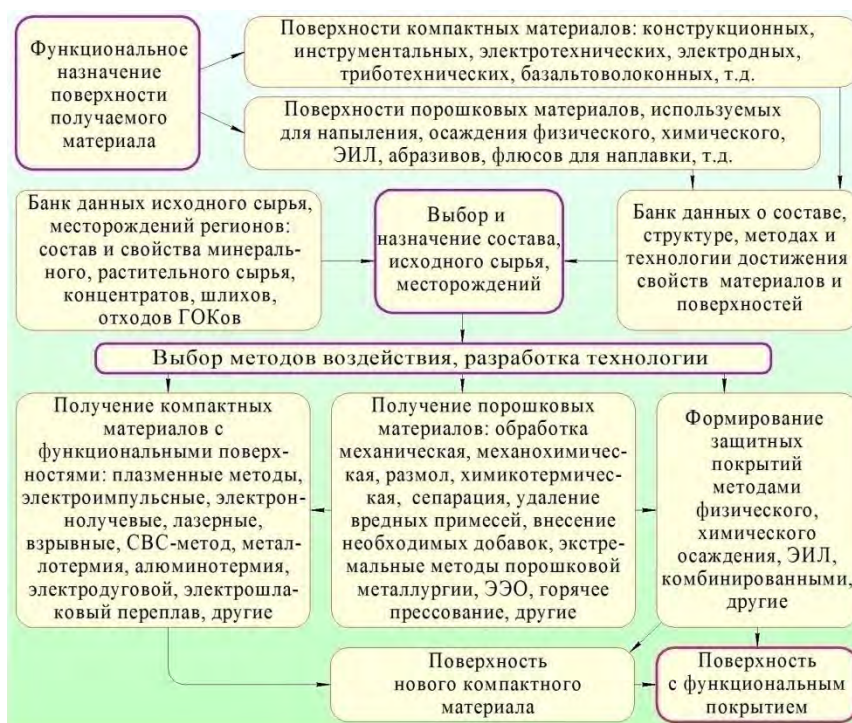 Функциональное
назначение
поверхности
получаемого
материала
Поверхности компактных материалов: конструкционных,
инструментальных, электротехнических, электродных,
триботехнических, базальтоволоконных, т.д.
Поверхности порошковых материалов, используемых
для напыления, осаждения физического, химического,
ЭИЛ, абразивов, флюсов для наплавки, т.д.
Банк данных исходного сырья,
месторождений регионов:
состав и свойства минераль-
ного, растительного сырья,
концентратов, шлихов,
отходов ГОКов
Выбор и
назначение состава,
исходного сырья,
месторождений
Банк данных о составе,
структуре, методах и
технологии достижения
свойств материалов и
поверхностей
Выбор методов воздействия, разработка технологии
Получение компактных
материалов с
функциональными поверх-
ностями: плазменные методы,
электроимпульсные, электрон-
нолучевые, лазерные,
взрывные, СВС-метод, метал-
лотермия, алюминотермия,
электродуговой, электрошла-
ковый переплав, другие
Получение порошковых
материалов: обработка
механическая, механохимичес-
кая, размол, химикотермичес-
кая, сепарация, удаление
вредных примесей, внесение
необходимых добавок, экстре-
мальные методы порошковой
металлургии, ЭЭО, горячее
прессование, другие
Формирование
защитных
покрытий
методами
физического,
химического
осаждения, ЭИЛ,
комбинированными,
другие
Поверхность
нового компактного
материала
Поверхность
с функциональным
покрытием